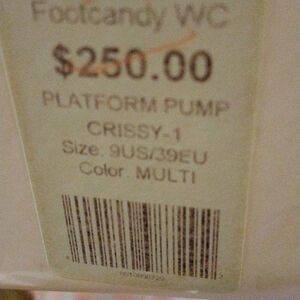 Footcandy WC
$250.00
PLATFORM PUMP
CRISSY-1
Size: 9US/39EU
Color: MULTI